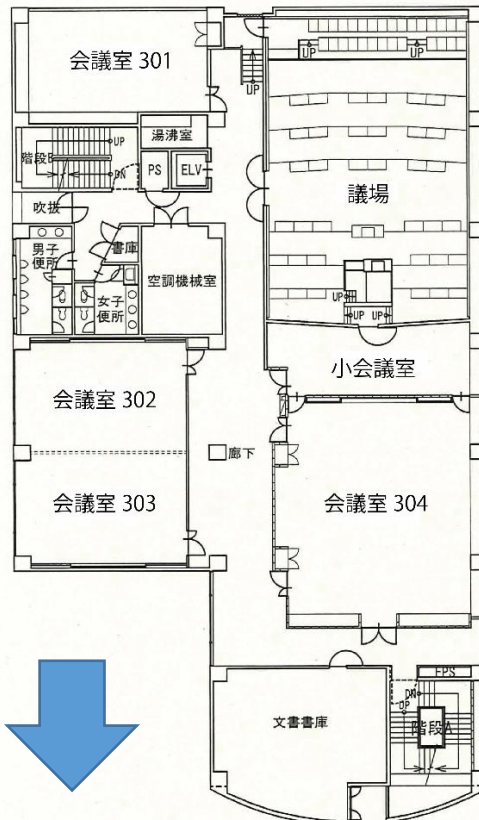 会議室 301
UP
UP
UP
湯沸室
階段B
UP
DN
PS
ELV
議場
吹抜
男子
便所
書庫
女子
便所
空調機械室
UP
UP
UP
小会議室
会議室 302
廊下
会議室 303
会議室 304
EPS
DN
UP
階段A
文書書庫